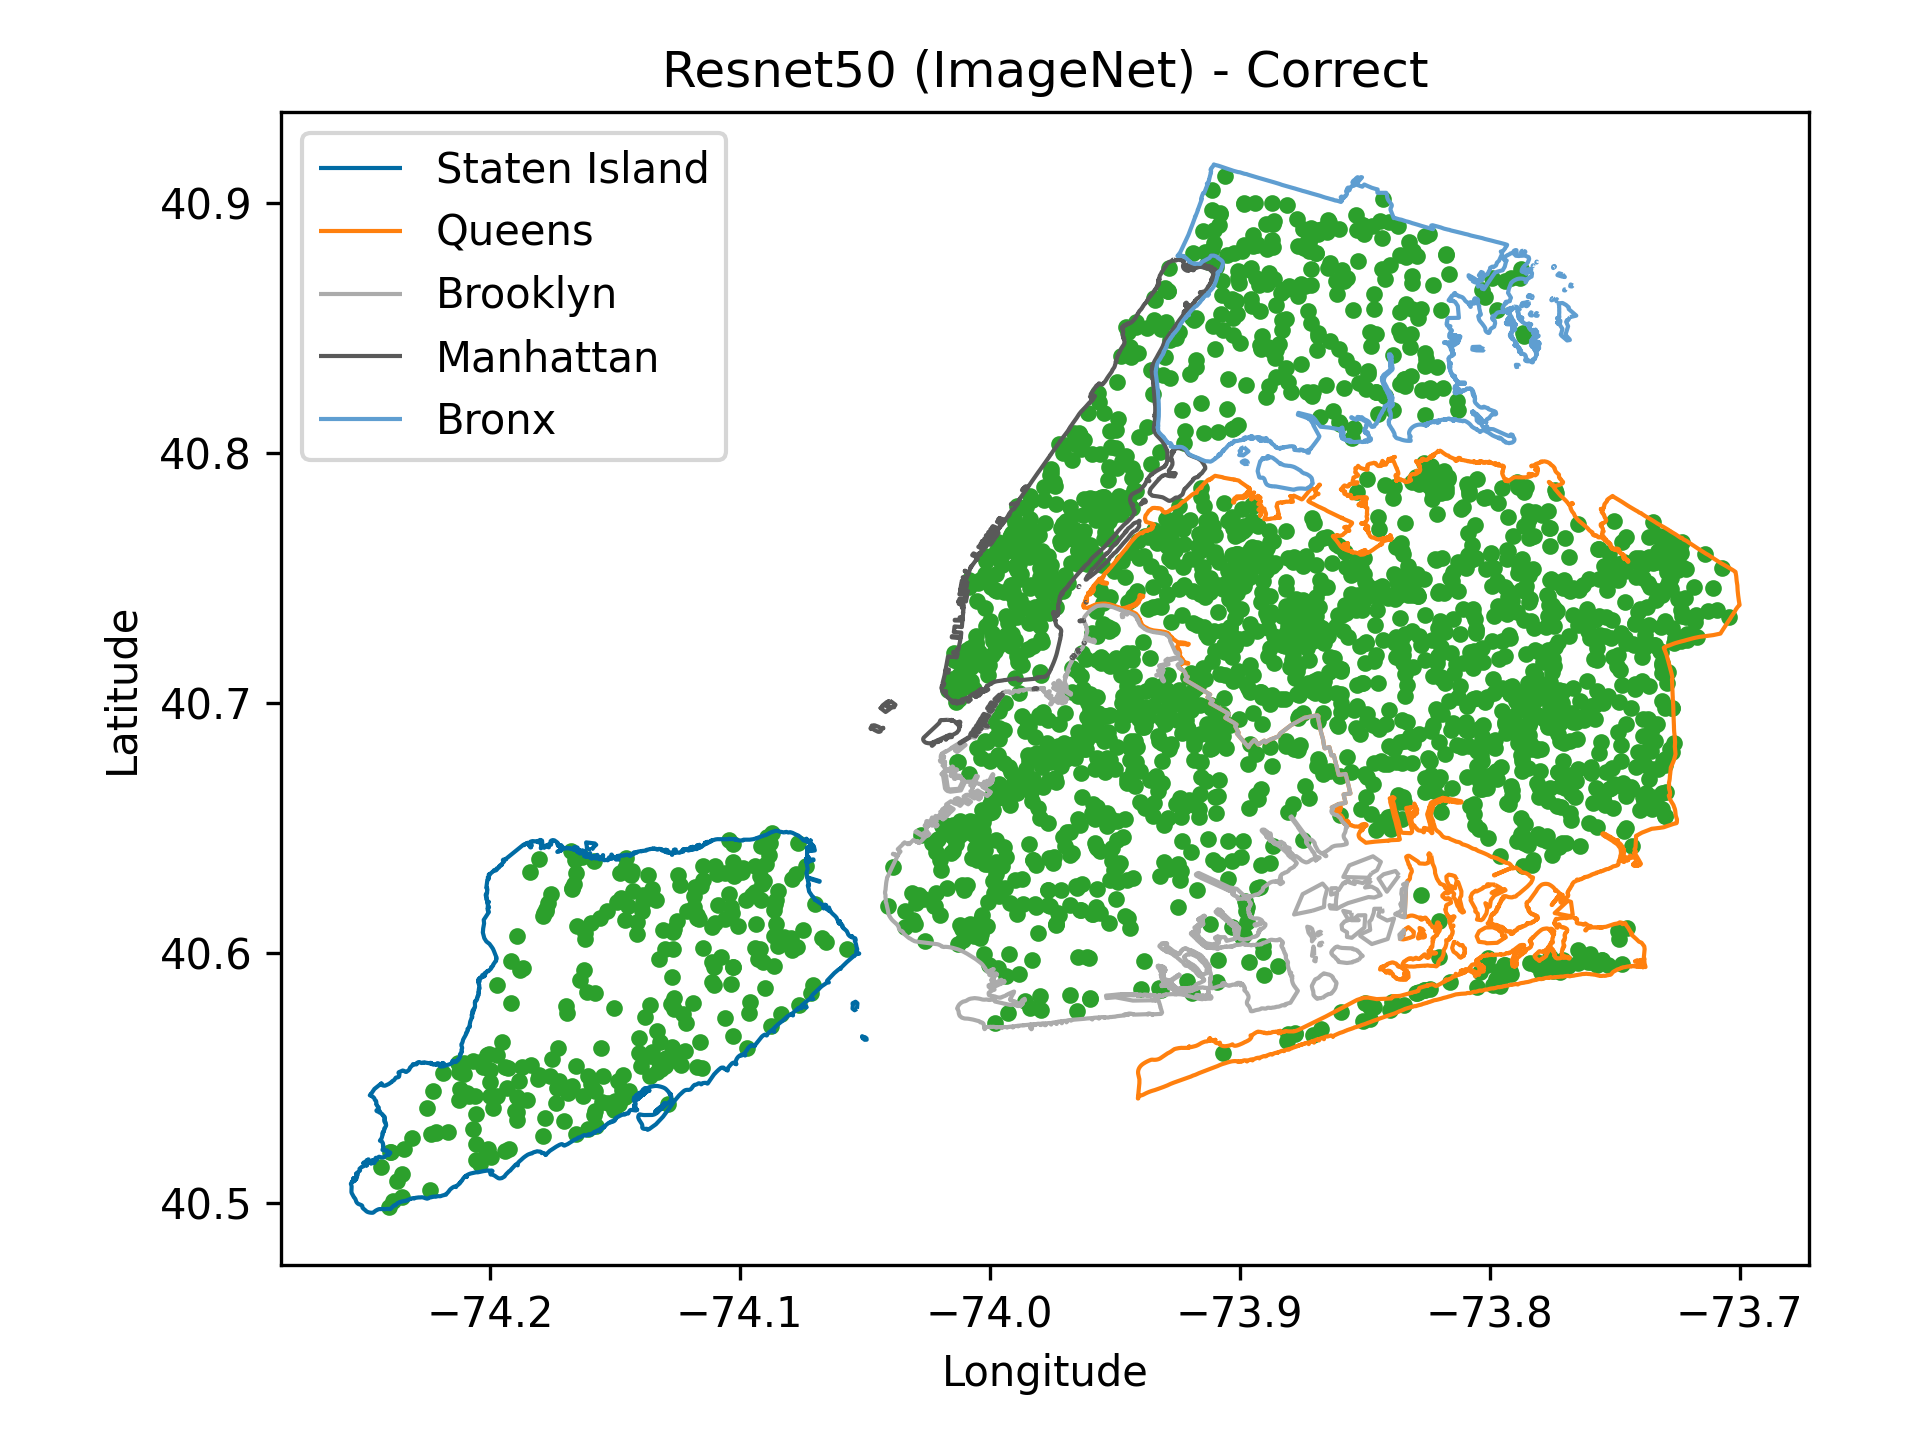 Resnet50 (ImageNet) - Correct
Staten Island
Queens
Brooklyn
Manhattan
Bronx
40.9
40.8
40.7
40.6
40.5
Latitude
−74.2
−74.1
−74.0
−73.9
−73.8
−73.7
Longitude